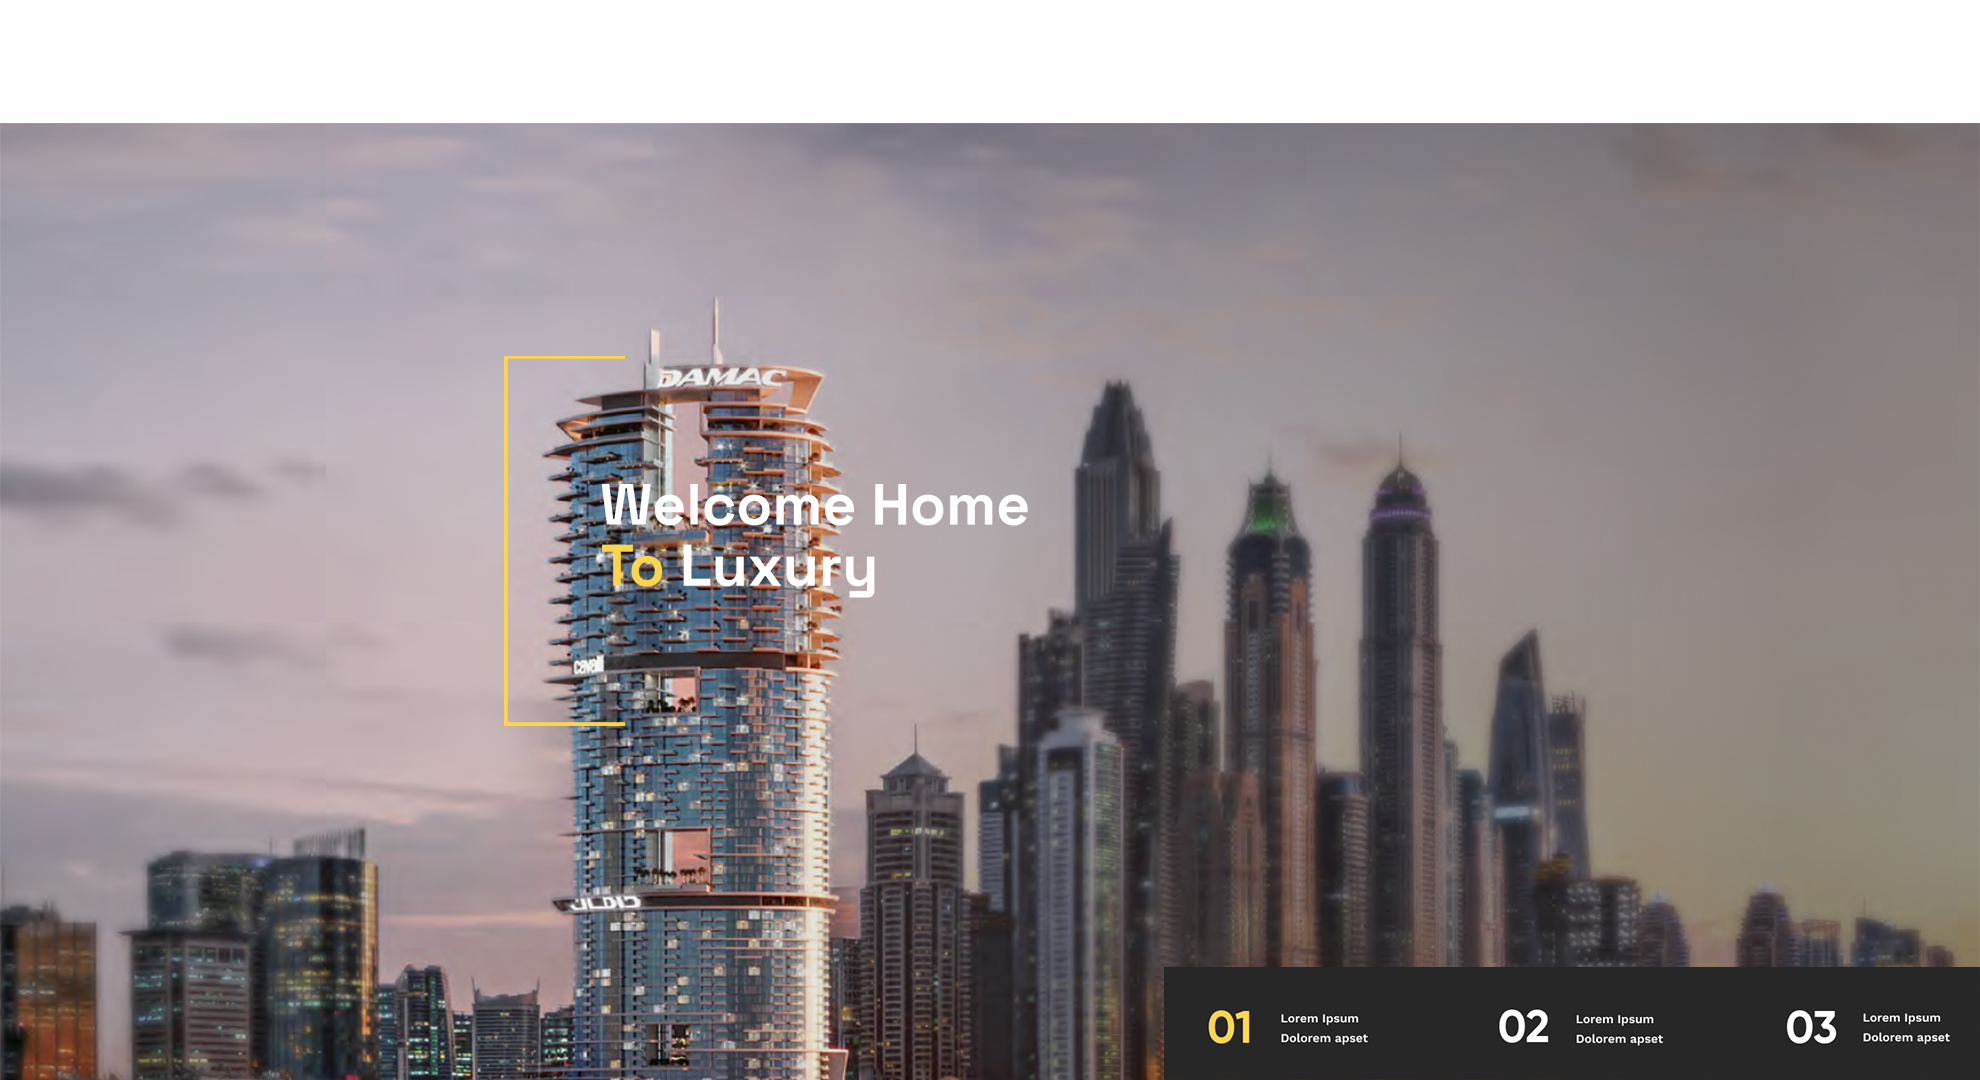 DAMAC
Welcome Home
To Luxury
cavalli
داماك
01
Lorem Ipsum
Dolorem apset
02
Lorem Ipsum
Dolorem apset
03
Lorem Ipsum
Dolorem apset